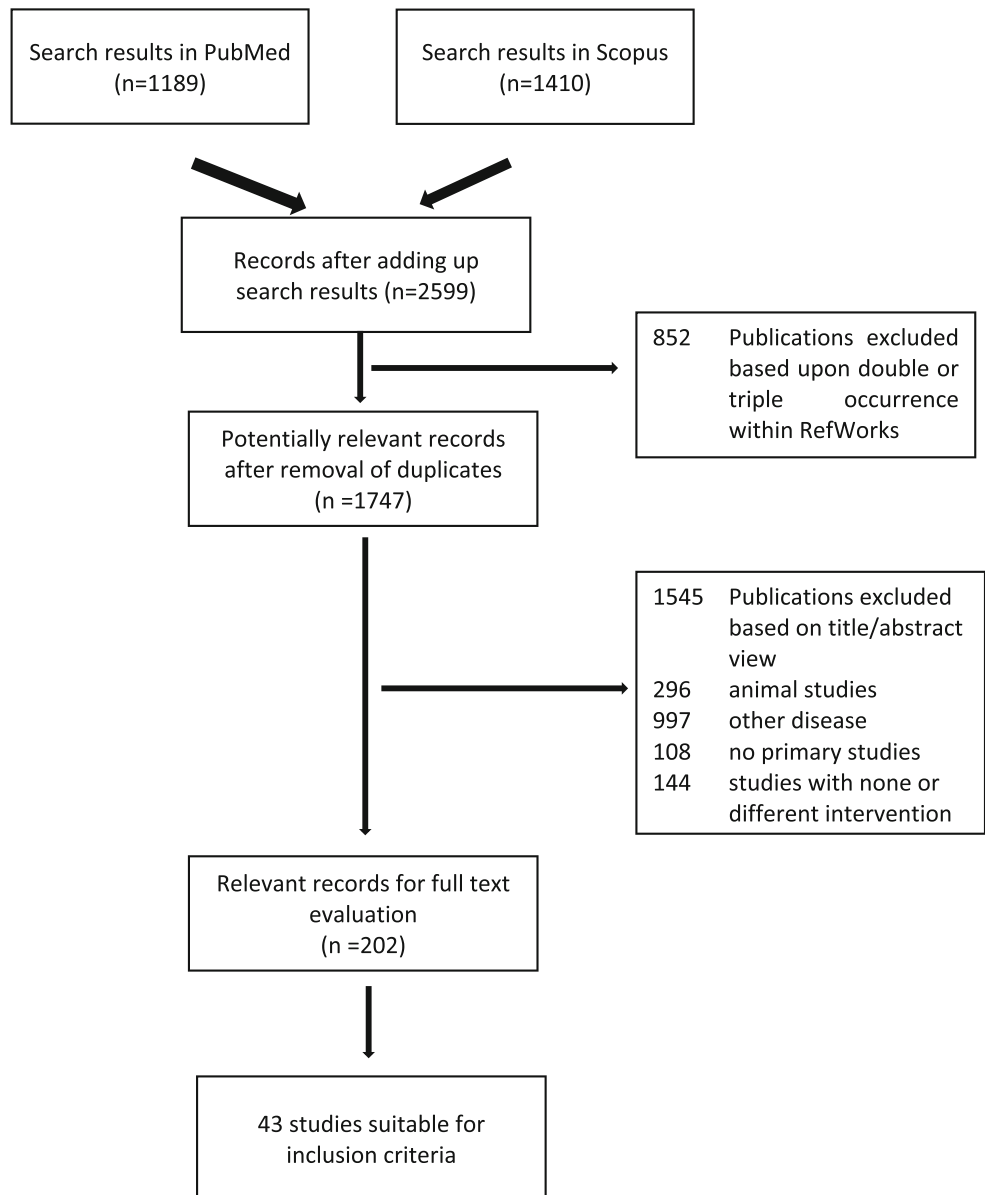 Search results in PubMed
(n=1189)
Search results in Scopus
(n=1410)
Records after adding up
search results (n=2599)
852 Publications excluded
based upon double or
triple occurrence
within RefWorks
Potentially relevant records
after removal of duplicates
(n =1747)
1545 Publications excluded
based on title/abstract
view
296 animal studies
997 other disease
108 no primary studies
144 studies with none or
different intervention
Relevant records for full text
evaluation
(n =202)
43 studies suitable for
inclusion criteria